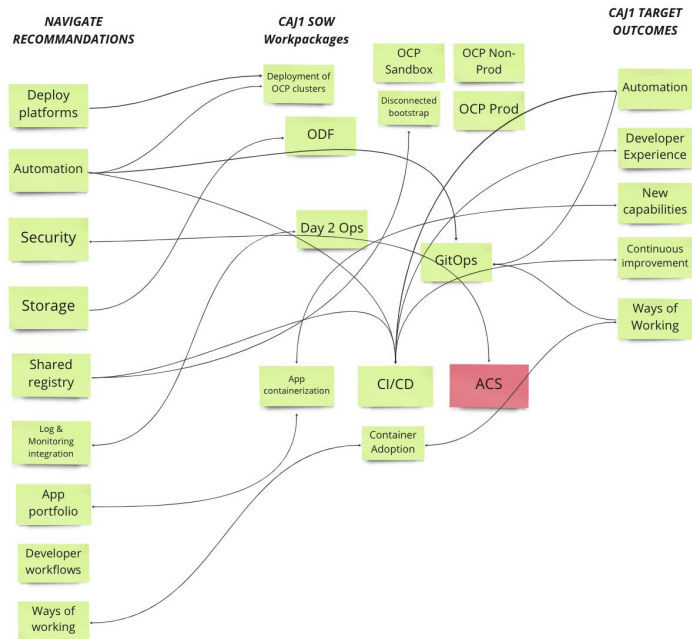 NAVIGATE
RECOMMANDATIONS
Deploy
platforms
Automation
Security
Storage
Shared
registry
Log &
Monitoring
integration
App
portfolio
Developer
workflows
Ways of
working
CAJ1 SOW
Workpackages
Deployment of
OCP clusters
ODF
Day 2 Ops
App
containerization
OCP
Sandbox
OCP Non-
Prod
Disconnected
bootstrap
OCP Prod
GitOps
CI/CD
ACS
Container
Adoption
CAJ1 TARGET
OUTCOMES
Automation
Developer
Experience
New
capabilities
Continuous
improvement
Ways of
Working